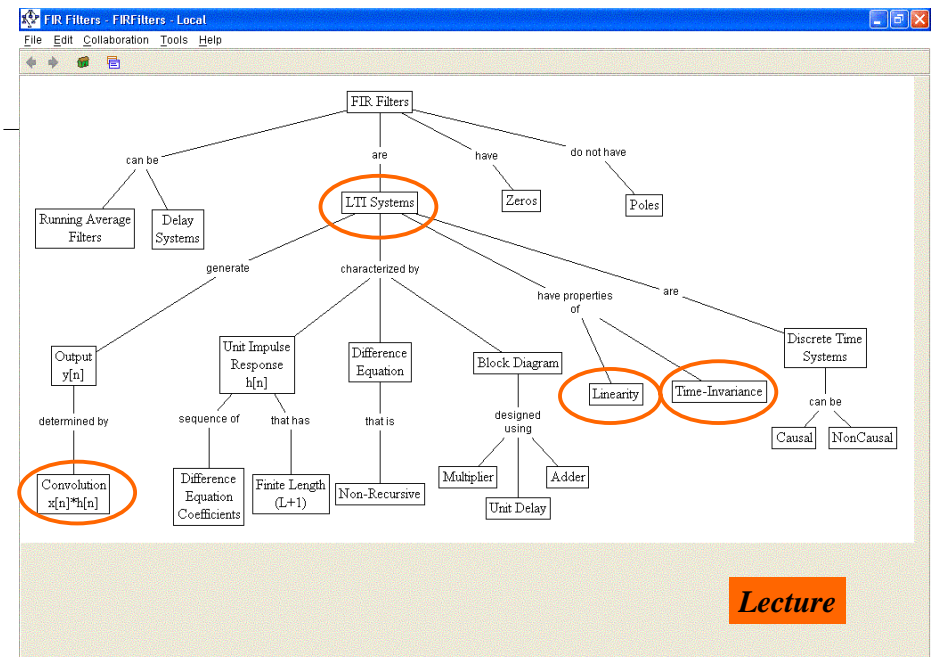 FIR Filters - FIRFilters - Local
File Edit Collaboration Tools Help
FIR Filters
can be
are
have
do not have
Running Average
Filters
Delay
Systems
LTI Systems
Zeros
Poles
generate
characterized by
have properties
of
are
Output
y[n]
Unit Impulse
Response
h[n]
Difference
Equation
Block Diagram
Linearity
Time-Invariance
Discrete Time
Systems
determined by
sequence of
that has
that is
designed
using
can be
Convolution
x[n]*h[n]
Difference
Equation
Coefficients
Finite Length
(L+1)
Non-Recursive
Multiplier
Unit Delay
Adder
Causal
NonCausal
Lecture